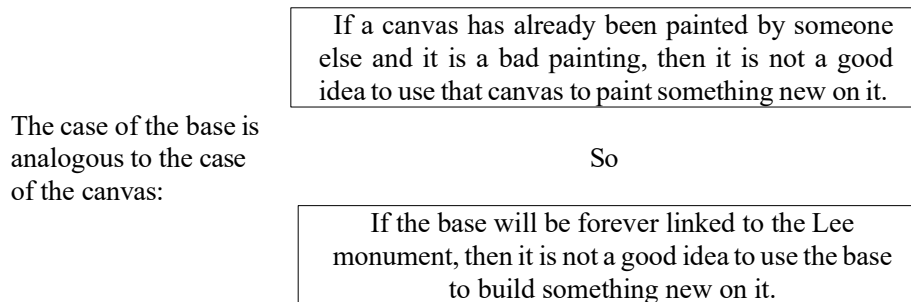 If a canvas has already been painted by someone
else and it is a bad painting, then it is not a good
idea to use that canvas to paint something new on it.
The case of the base is
analogous to the case
of the canvas:
So
If the base will be forever linked to the Lee
monument, then it is not a good idea to use the base
to build something new on it.